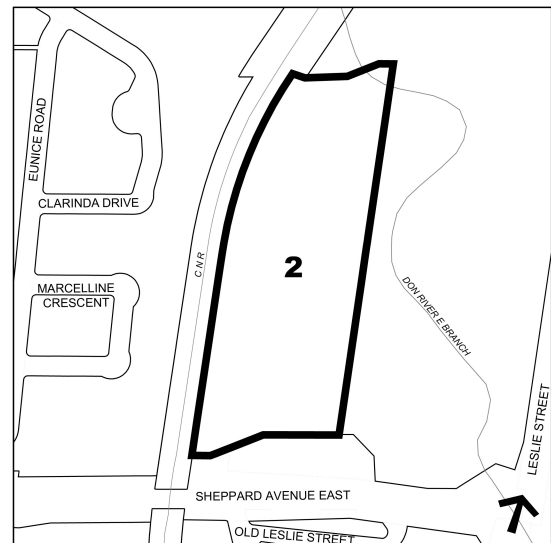 EUNICE ROAD
CLARINDA DRIVE
CNR
2
MARCELLINE
CRESCENT
DON RIVER E BRANCH
LESLIE STREET
SHEPPARD AVENUE EAST
OLD LESLIE STREET